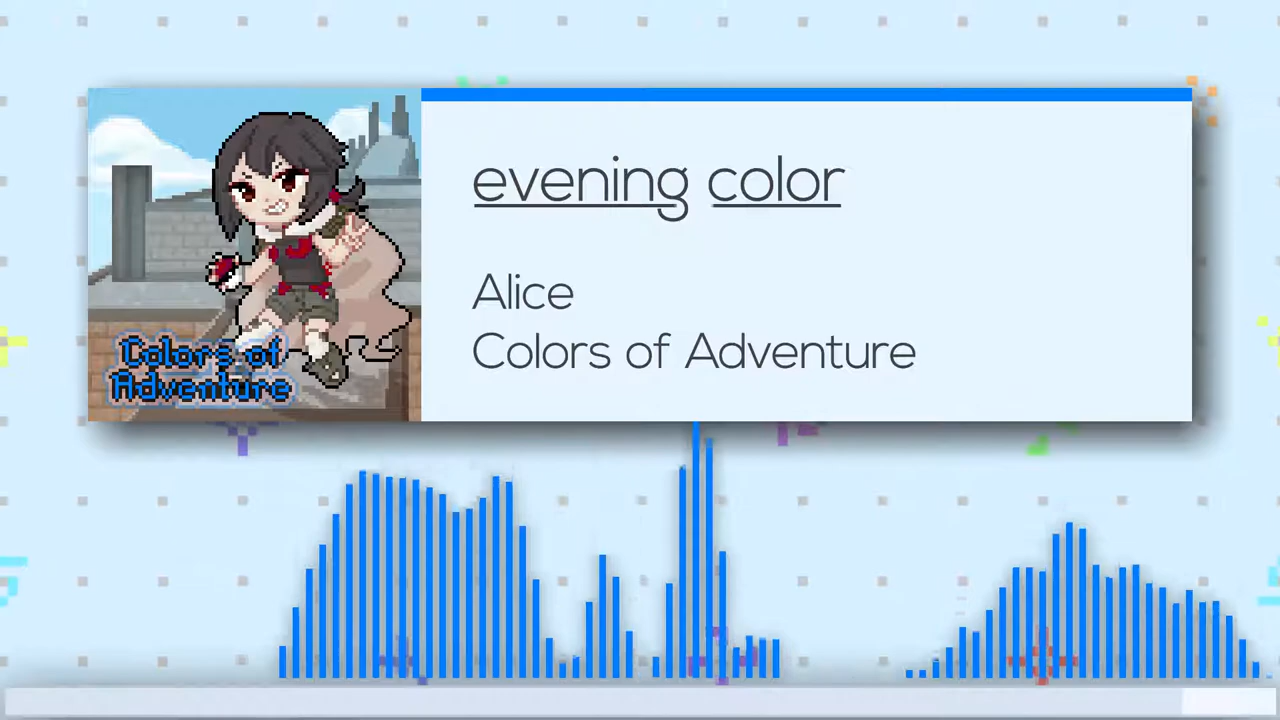 evening color
Alice
Colors of Adventure
Colors of
Adventure